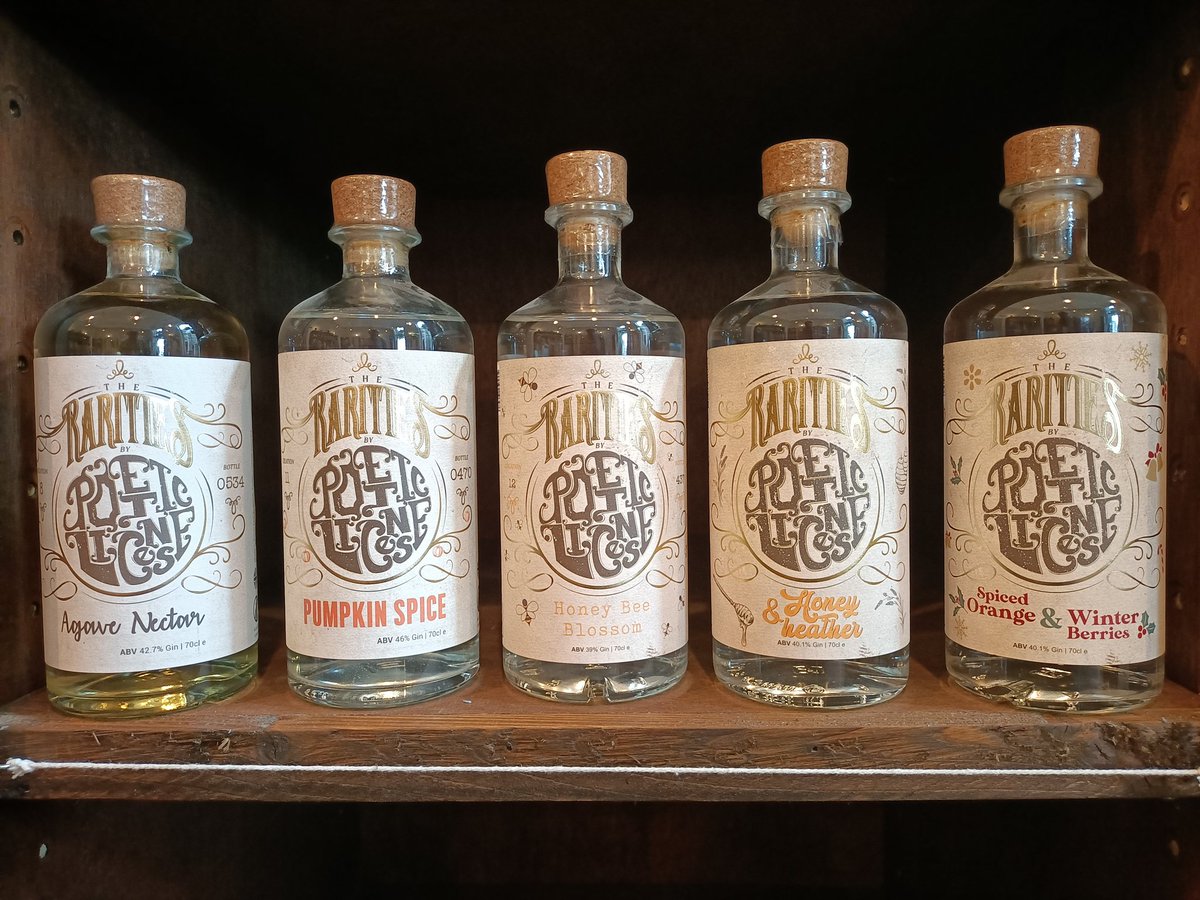 THE
RARITIES
BY
POETIC
LICENSE
BOTTLE
0534
Agave Nectar
ABV 42.7% Gin | 70cl e
THE
RARITIES
BY
POETIC
LICENSE
BOTTLE
0470
PUMPKIN SPICE
ABV 46% Gin | 70cl e
THE
RARITIES
BY
POETIC
LICENSE
12
Honey Bee
Blossom
ABV 39% Gin | 70cl e
THE
RARITIES
BY
POETIC
LICENSE
Honey
& heather
ABV 40.1% Gin | 70cl e
THE
RARITIES
BY
POETIC
LICENSE
Spiced
Orange & Winter
Berries
ABV 40.1% Gin | 70cl e